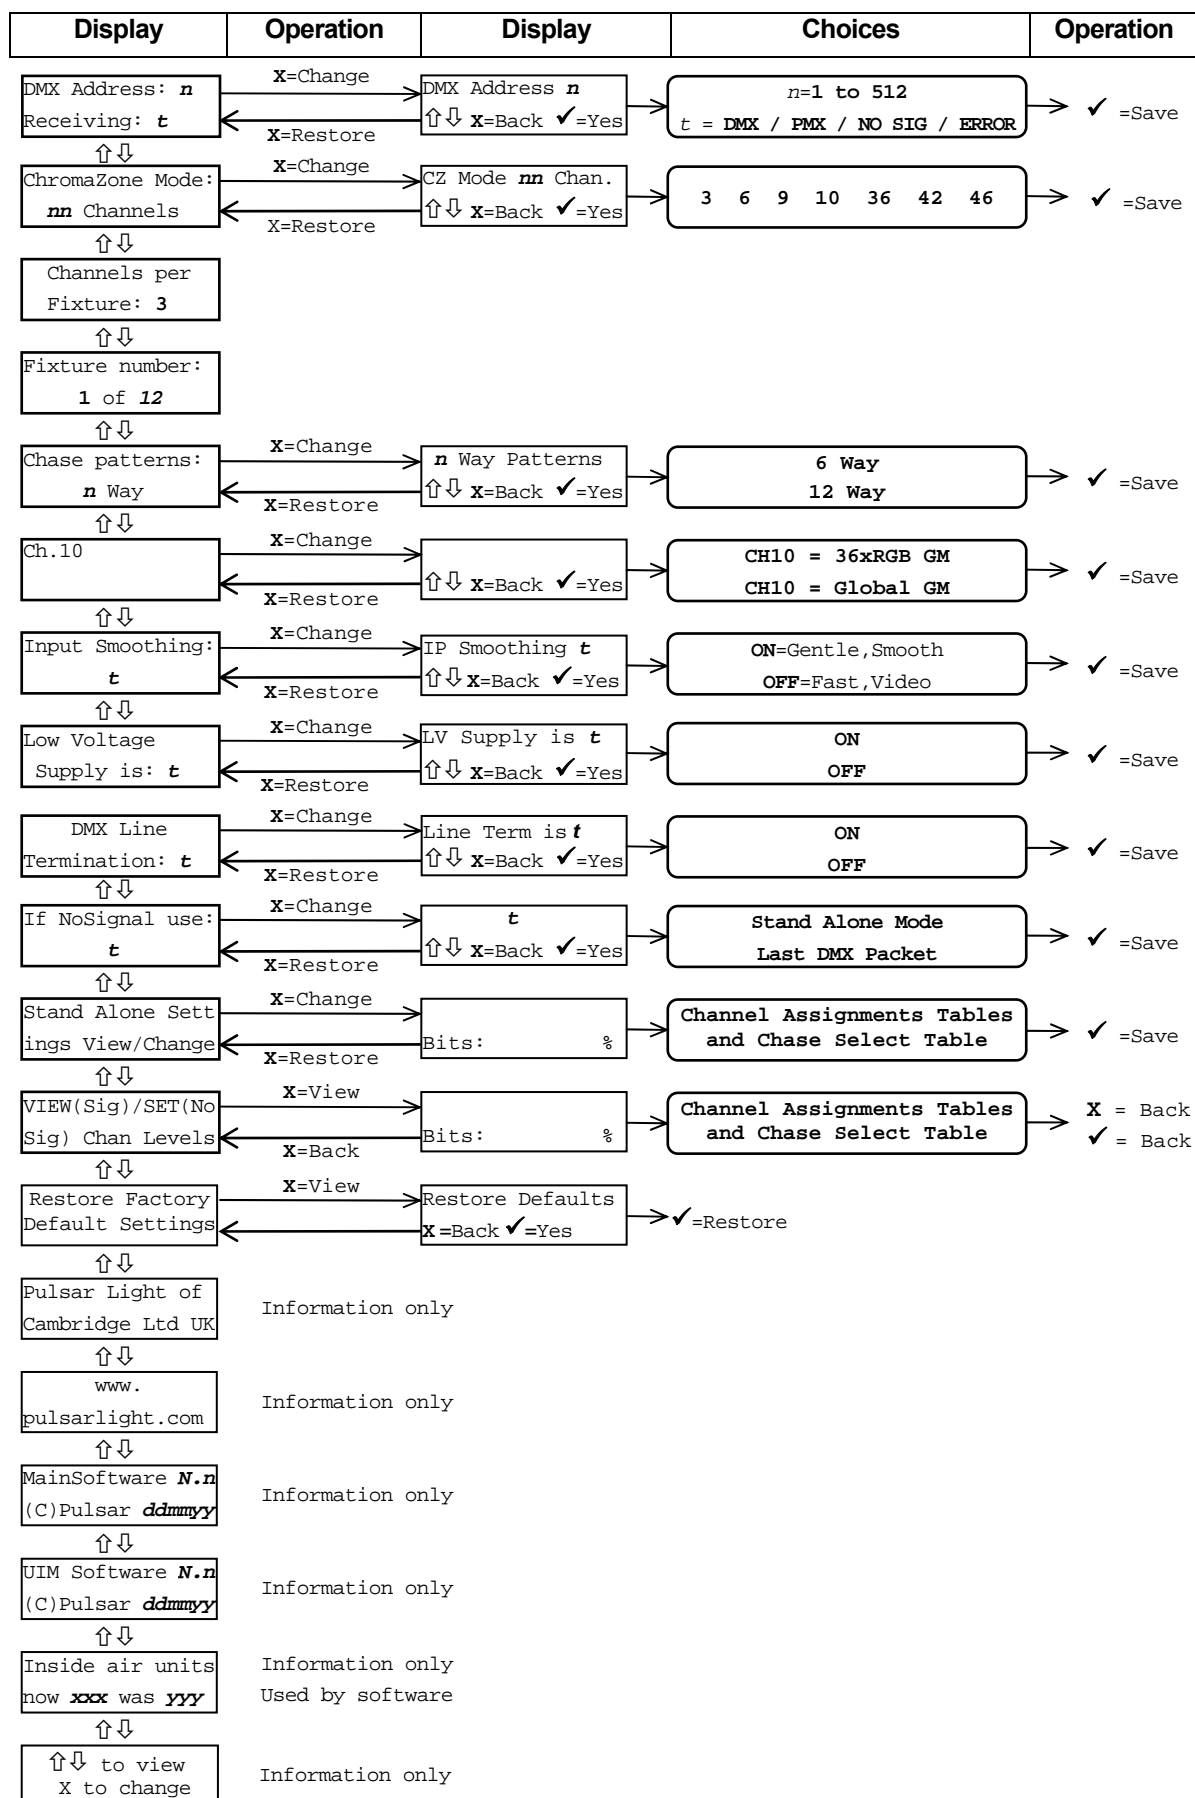 Display Operation Display Choices Operation
X=Change
DMX Address: n DMX Address n n=1 to 512
Receiving: t ⇧⇩ X=Back ✓=Yes t = DMX / PMX / NO SIG / ERROR ✓ =Save
X=Restore
⇧⇩
X=Change
ChromaZone Mode: CZ Mode nn Chan.
nn Channels ⇧⇩ X=Back ✓=Yes 3 6 9 10 36 42 46 ✓ =Save
X=Restore
⇧⇩
Channels per
Fixture: 3
⇧⇩
Fixture number:
1 of 12
⇧⇩
X=Change
Chase patterns: n Way Patterns 6 Way
n Way ⇧⇩ X=Back ✓=Yes 12 Way ✓ =Save
X=Restore
⇧⇩
X=Change
Ch.10 CH10 = 36xRGB GM
⇧⇩ X=Back ✓=Yes CH10 = Global GM ✓ =Save
X=Restore
⇧⇩
X=Change
Input Smoothing: IP Smoothing t ON=Gentle,Smooth
t ⇧⇩ X=Back ✓=Yes OFF=Fast,Video ✓ =Save
X=Restore
⇧⇩
X=Change
Low Voltage LV Supply is t ON
Supply is: t ⇧⇩ X=Back ✓=Yes OFF ✓ =Save
X=Restore
X=Change
DMX Line Line Term is t ON
Termination: t ⇧⇩ X=Back ✓=Yes OFF ✓ =Save
X=Restore
⇧⇩
X=Change
If NoSignal use: t Stand Alone Mode
t ⇧⇩ X=Back ✓=Yes Last DMX Packet ✓ =Save
X=Restore
⇧⇩
X=Change
Stand Alone Sett Channel Assignments Tables
ings View/Change Bits: % and Chase Select Table ✓ =Save
X=Restore
⇧⇩
X=View
VIEW(Sig)/SET(No Channel Assignments Tables X = Back
Sig) Chan Levels Bits: % and Chase Select Table ✓ = Back
X=Back
⇧⇩
X=View
Restore Factory Restore Defaults
Default Settings X =Back ✓=Yes ✓=Restore
⇧⇩
Pulsar Light of
Cambridge Ltd UK Information only
⇧⇩
www.
pulsarlight.com Information only
⇧⇩
MainSoftware N.n
(C)Pulsar ddmmyy Information only
⇧⇩
UIM Software N.n
(C)Pulsar ddmmyy Information only
⇧⇩
Inside air units Information only
now xxx was yyy Used by software
⇧⇩
⇧⇩ to view
X to change Information only